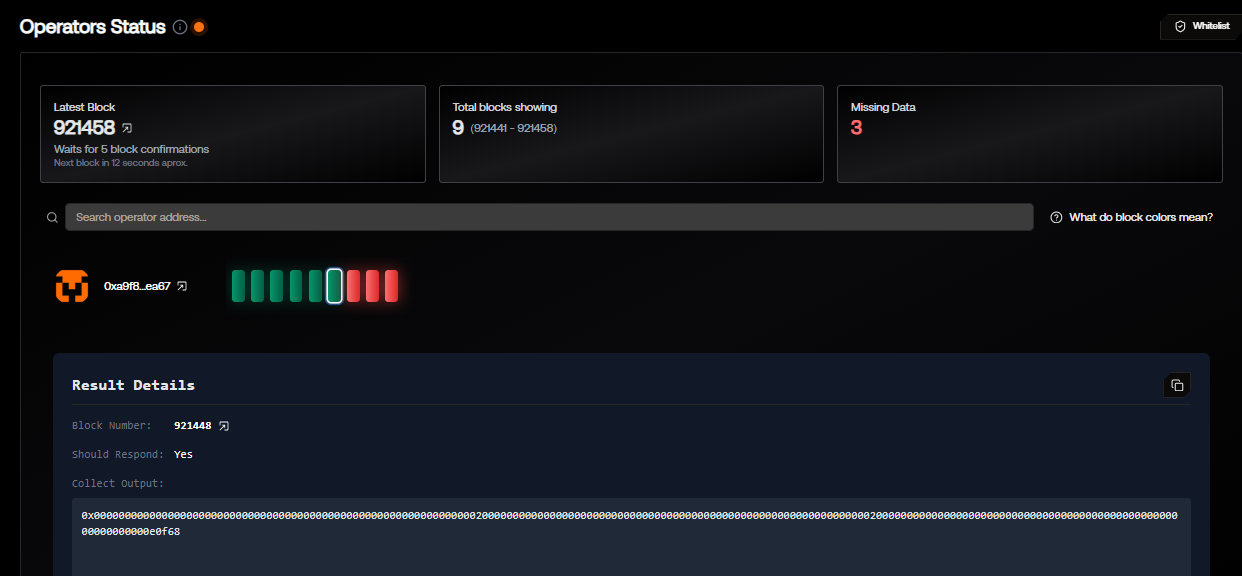 Operators Status
Whitelist
Latest Block
921458
Waits for 5 block confirmations
Next block in 12 seconds aprox.
Total blocks showing
9 (921441 - 921458)
Missing Data
3
Search operator address...
What do block colors mean?
0xa9f8...ea67
Result Details
Block Number: 921448
Should Respond: Yes
Collect Output:
0x00000000000000000000000000000000000000000000000000000000000000200000000000000000000000000000000000000000000000000000000000000020000000000000000000000000000000000000000000000000
00000000000e0f68